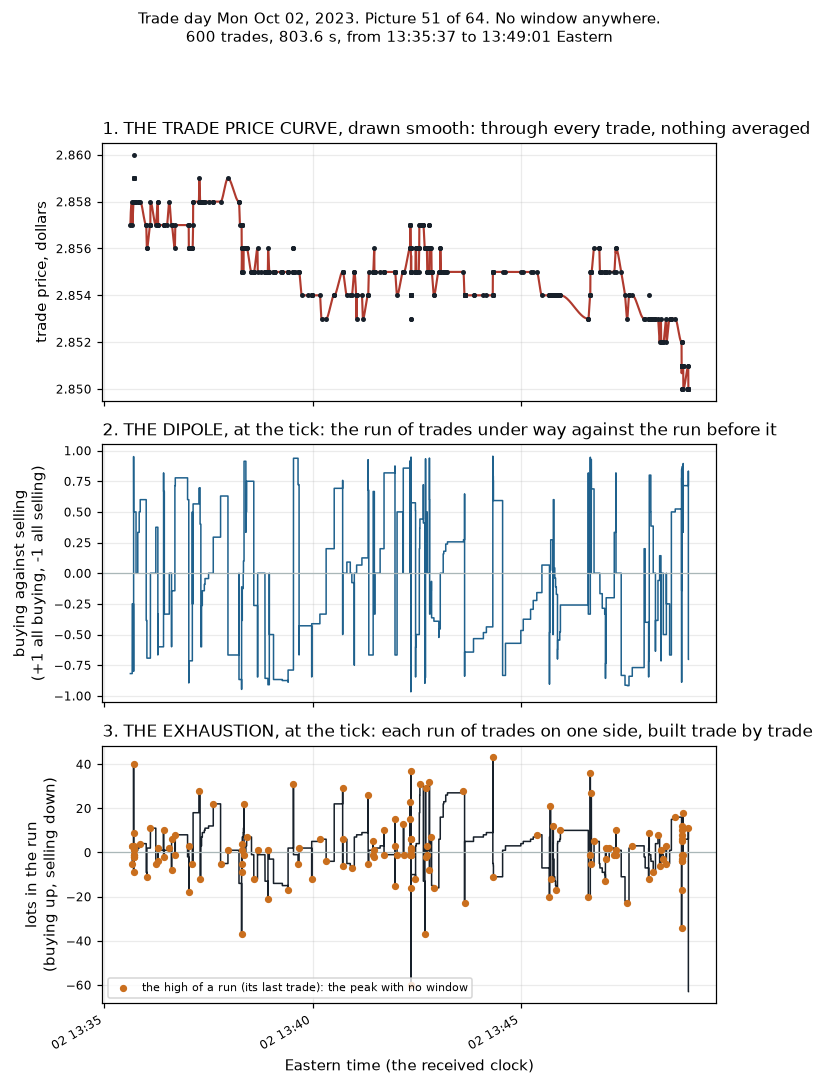 Trade day Mon Oct 02, 2023. Picture 51 of 64. No window anywhere.
600 trades, 803.6 s, from 13:35:37 to 13:49:01 Eastern
1. THE TRADE PRICE CURVE, drawn smooth: through every trade, nothing averaged
trade price, dollars
2.860
2.858
2.856
2.854
2.852
2.850
2. THE DIPOLE, at the tick: the run of trades under way against the run before it
buying against selling
(+1 all buying, -1 all selling)
1.00
0.75
0.50
0.25
0.00
−0.25
−0.50
−0.75
−1.00
3. THE EXHAUSTION, at the tick: each run of trades on one side, built trade by trade
lots in the run
(buying up, selling down)
40
20
0
−20
−40
−60
the high of a run (its last trade): the peak with no window
02 13:35
02 13:40
02 13:45
Eastern time (the received clock)